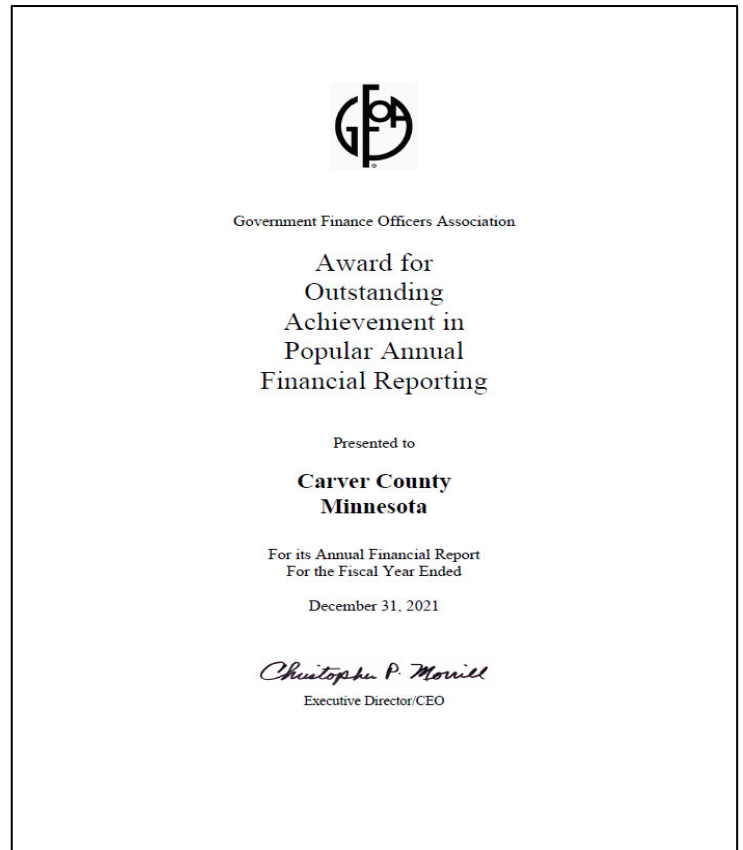 GFOA
Government Finance Officers Association
Award for
Outstanding
Achievement in
Popular Annual
Financial Reporting
Presented to
Carver County
Minnesota
For its Annual Financial Report
For the Fiscal Year Ended
December 31, 2021
Christopher P. Morrill
Executive Director/CEO